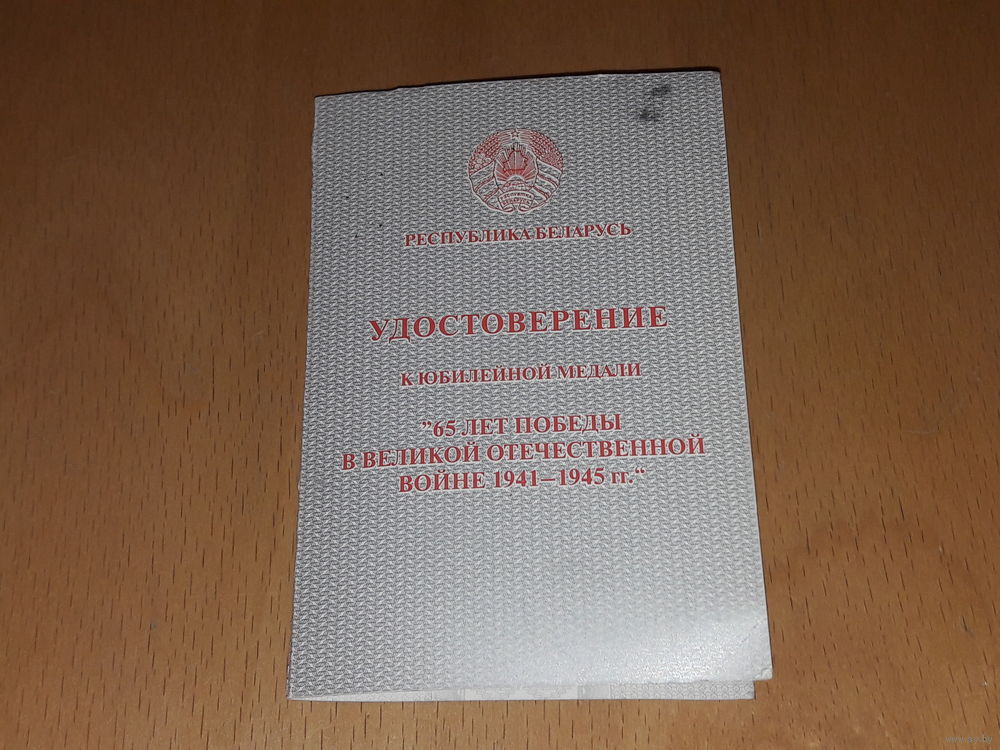 РЕСПУБЛИКА БЕЛАРУСЬ
УДОСТОВЕРЕНИЕ
К ЮБИЛЕЙНОЙ МЕДАЛИ
”65 ЛЕТ ПОБЕДЫ
В ВЕЛИКОЙ ОТЕЧЕСТВЕННОЙ
ВОЙНЕ 1941–1945 гг.“